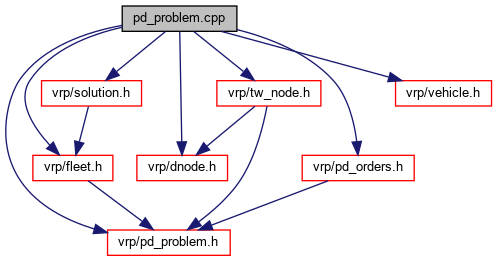 pd_problem.cpp
vrp/solution.h
vrp/tw_node.h
vrp/vehicle.h
vrp/fleet.h
vrp/dnode.h
vrp/pd_orders.h
vrp/pd_problem.h